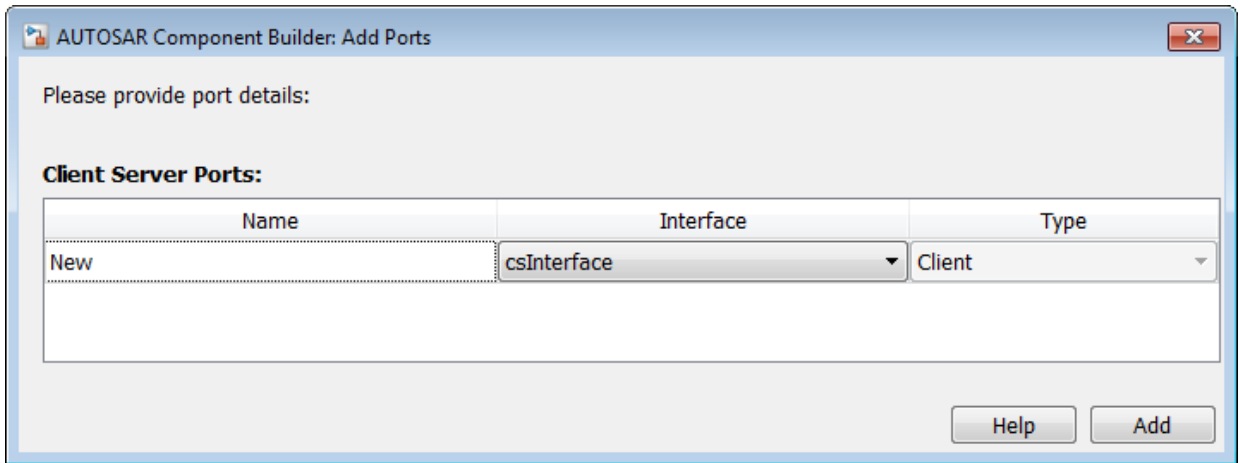 AUTOSAR Component Builder: Add Ports
Please provide port details:
Client Server Ports:
Name Interface Type
New csInterface Client
Help Add